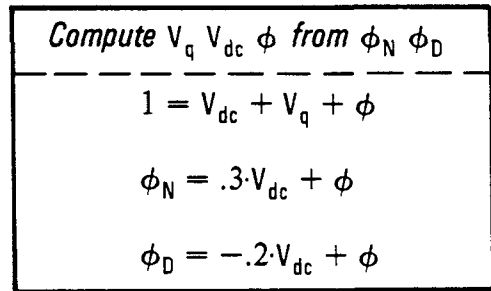 Compute V_q V_dc ϕ from ϕ_N ϕ_D
1 = V_dc + V_q + ϕ
ϕ_N = .3·V_dc + ϕ
ϕ_D = −.2·V_dc + ϕ